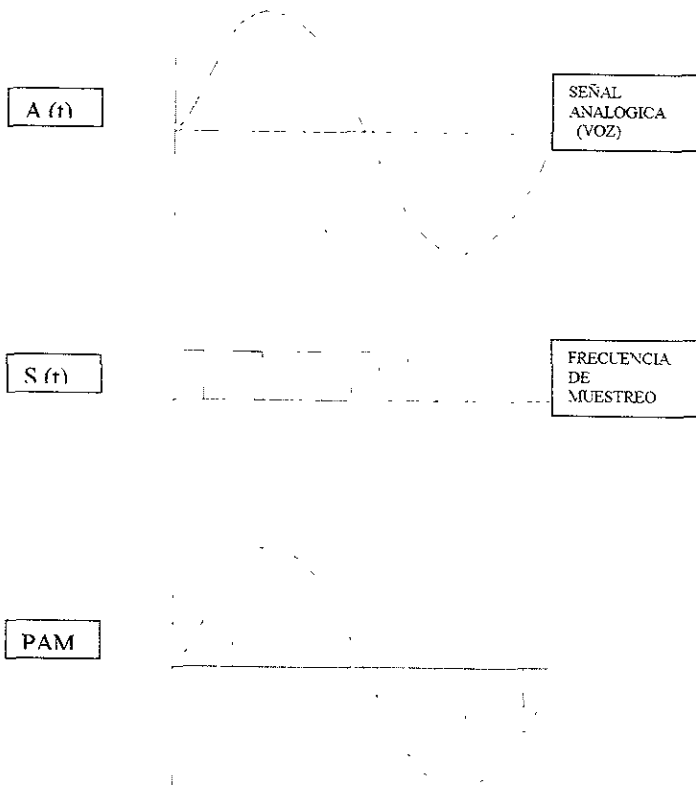 A (t)
SEÑAL
ANALOGICA
(VOZ)
S (t)
FRECUENCIA
DE
MUESTREO
PAM